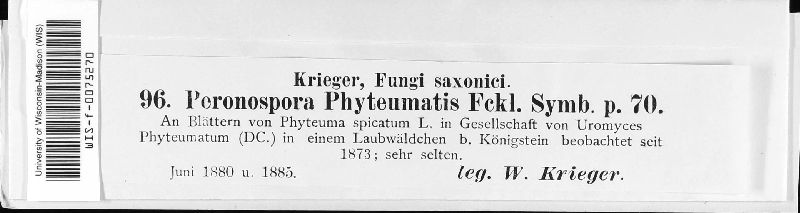 University of Wisconsin-Madison (WIS)
WIS-f-0075270
Krieger, Fungi saxonici.
96. Peronospora Phyteumatis Fckl. Symb. p. 70.
An Blättern von Phyteuma spicatum L. in Gesellschaft von Uromyces
Phyteumatum (DC.) in einem Laubwäldchen b. Königstein beobachtet seit
1873; sehr selten.
Juni 1880 u. 1885.
leg. W. Krieger.